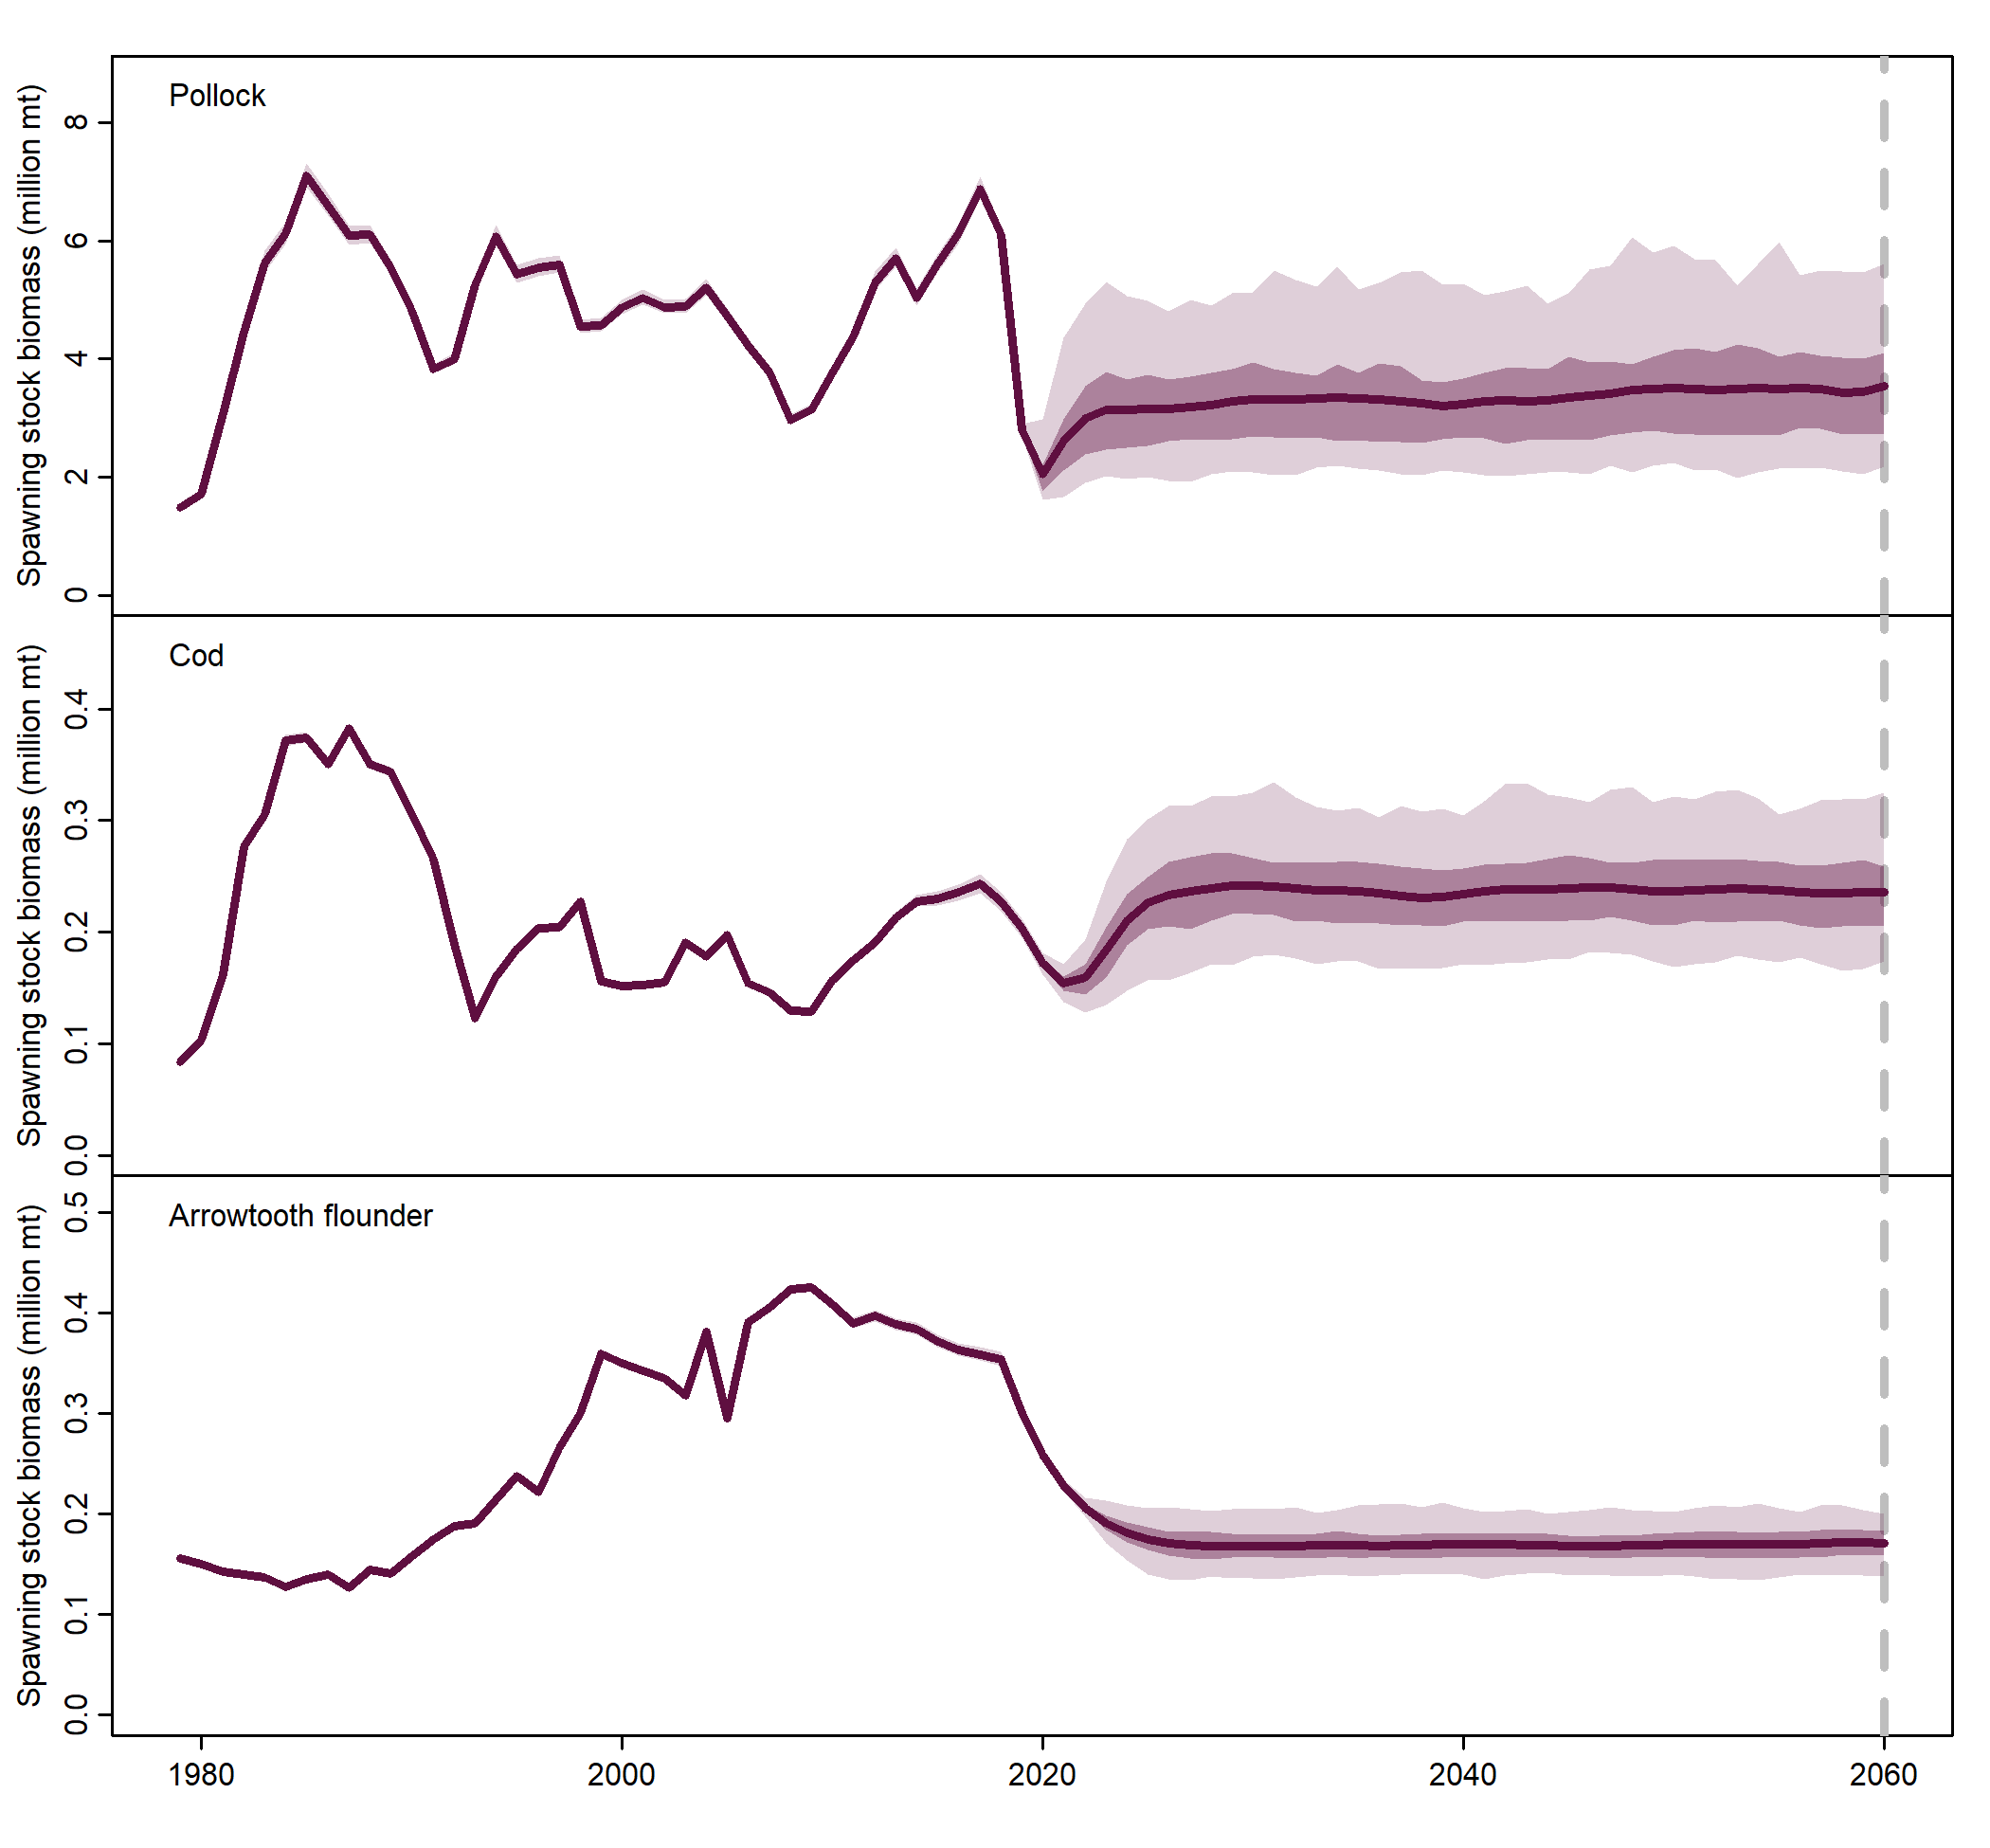 Pollock
Spawning stock biomass (million mt)
8
6
4
2
0
Cod
Spawning stock biomass (million mt)
0.4
0.3
0.2
0.1
0.0
Arrowtooth flounder
Spawning stock biomass (million mt)
0.5
0.4
0.3
0.2
0.1
0.0
1980 2000 2020 2040 2060